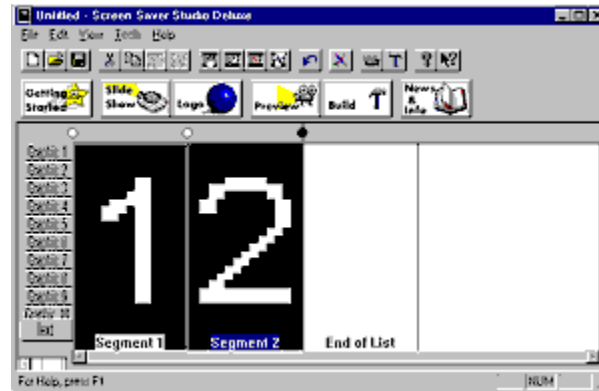 Untitled - Screen Saver Studio Deluxe
File Edit View Tools Help
Getting Started Slide Show Logo Preview Build News & Info
Graphic 1
Graphic 2
Graphic 3
Graphic 4
Graphic 5
Graphic 6
Graphic 7
Graphic 8
Graphic 9
Graphic 10
Text
1 2
Segment 1 Segment 2 End of List
For Help, press F1 NUM